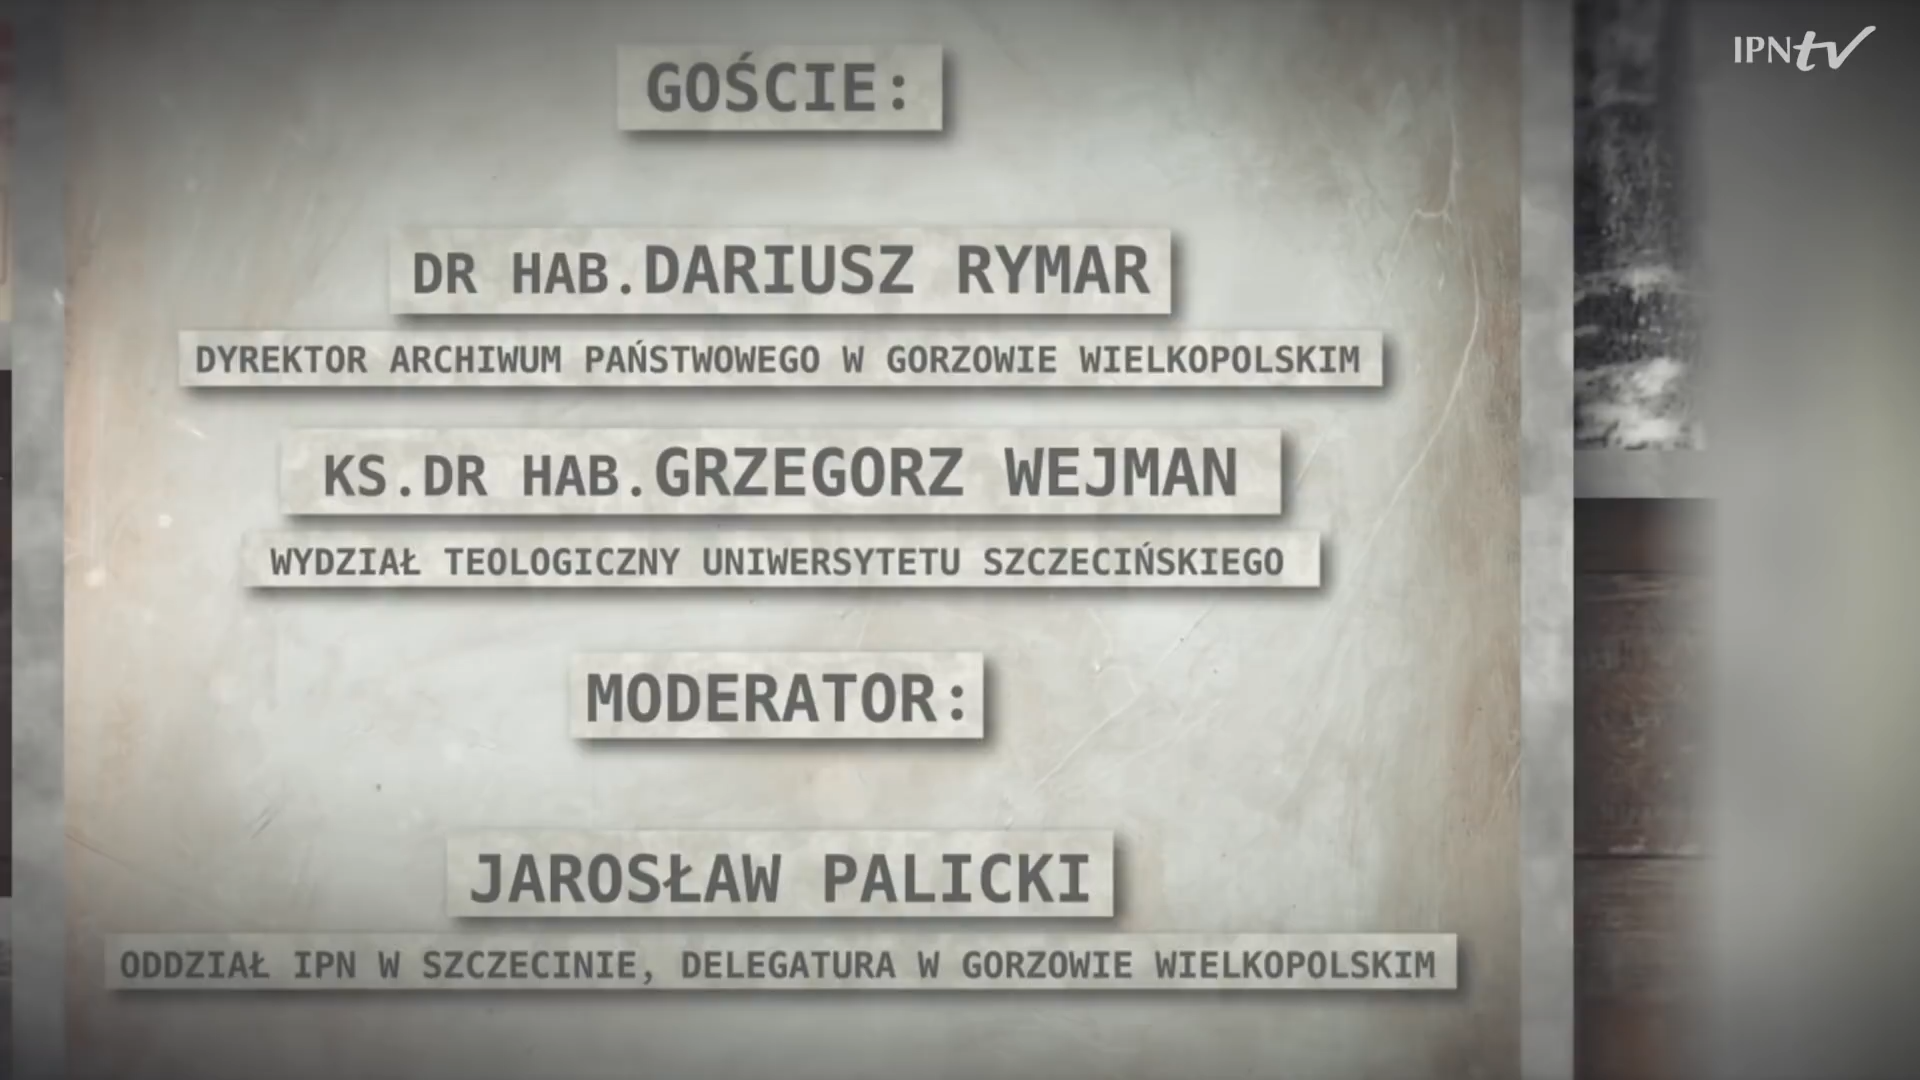 IPNtv
GOŚCIE:
DR HAB.DARIUSZ RYMAR
DYREKTOR ARCHIWUM PAŃSTWOWEGO W GORZOWIE WIELKOPOLSKIM
KS.DR HAB.GRZEGORZ WEJMAN
WYDZIAŁ TEOLOGICZNY UNIWERSYTETU SZCZECIŃSKIEGO
MODERATOR:
JAROSŁAW PALICKI
ODDZIAŁ IPN W SZCZECINIE, DELEGATURA W GORZOWIE WIELKOPOLSKIM